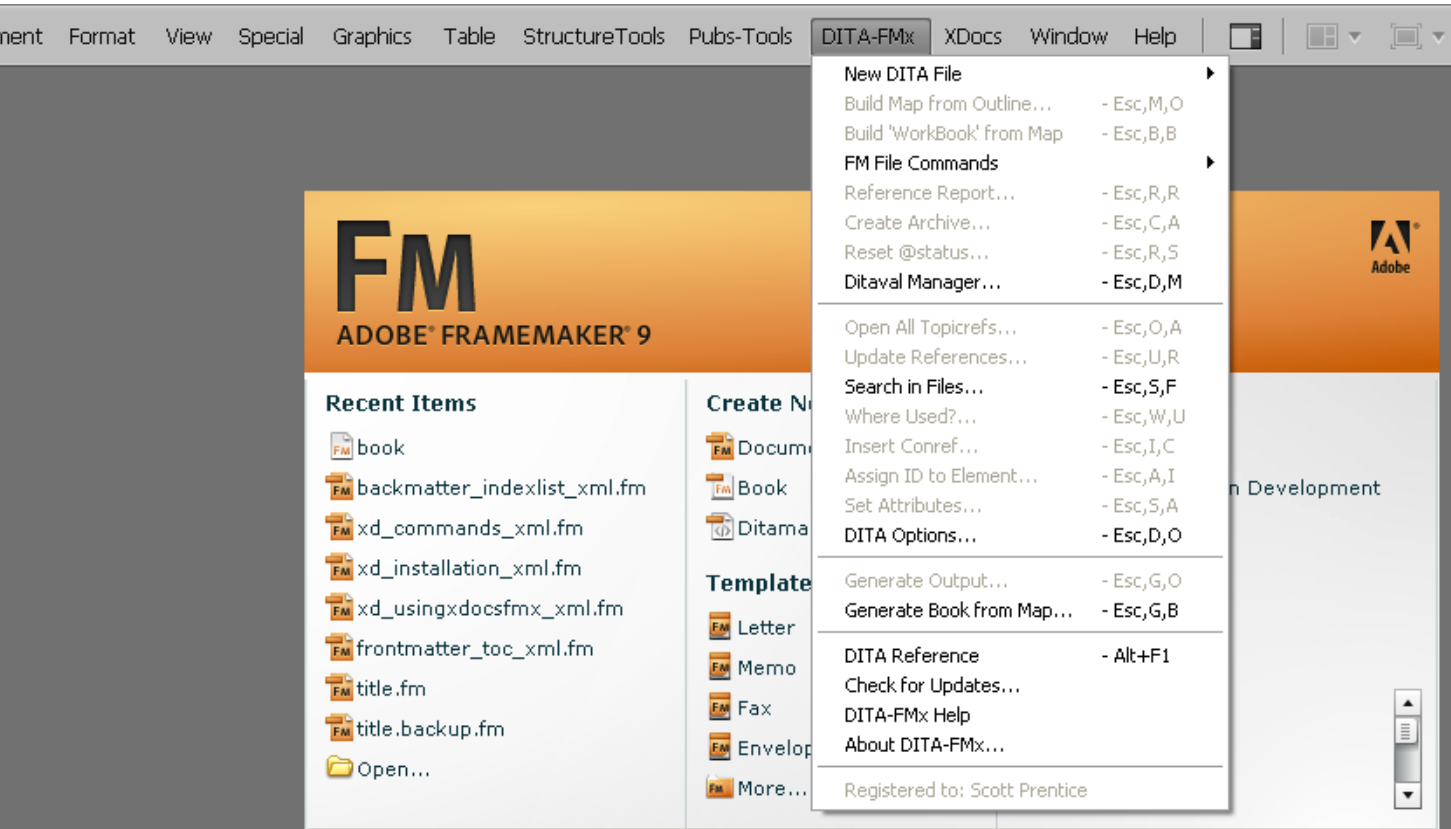 Format View Special Graphics Table StructureTools Pubs-Tools DITA-FMx XDocs Window Help
New DITA File
Build Map from Outline... - Esc,M,O
Build 'WorkBook' from Map - Esc,B,B
FM File Commands
Reference Report... - Esc,R,R
Create Archive... - Esc,C,A
Reset @status... - Esc,R,S
Ditaval Manager... - Esc,D,M
Open All Topicrefs... - Esc,O,A
Update References... - Esc,U,R
Search in Files... - Esc,S,F
Where Used?... - Esc,W,U
Insert Conref... - Esc,I,C
Assign ID to Element... - Esc,A,I
Set Attributes... - Esc,S,A
DITA Options... - Esc,D,O
Generate Output... - Esc,G,O
Generate Book from Map... - Esc,G,B
DITA Reference - Alt+F1
Check for Updates...
DITA-FMx Help
About DITA-FMx...
Registered to: Scott Prentice
FM
ADOBE® FRAMEMAKER® 9
Adobe
Recent Items
book
backmatter_indexlist_xml.fm
xd_commands_xml.fm
xd_installation_xml.fm
xd_usingxdocsfmx_xml.fm
frontmatter_toc_xml.fm
title.fm
title.backup.fm
Open...
Create N
Docum
Book
Ditama
Template
Letter
Memo
Fax
Envelop
More...
n Development